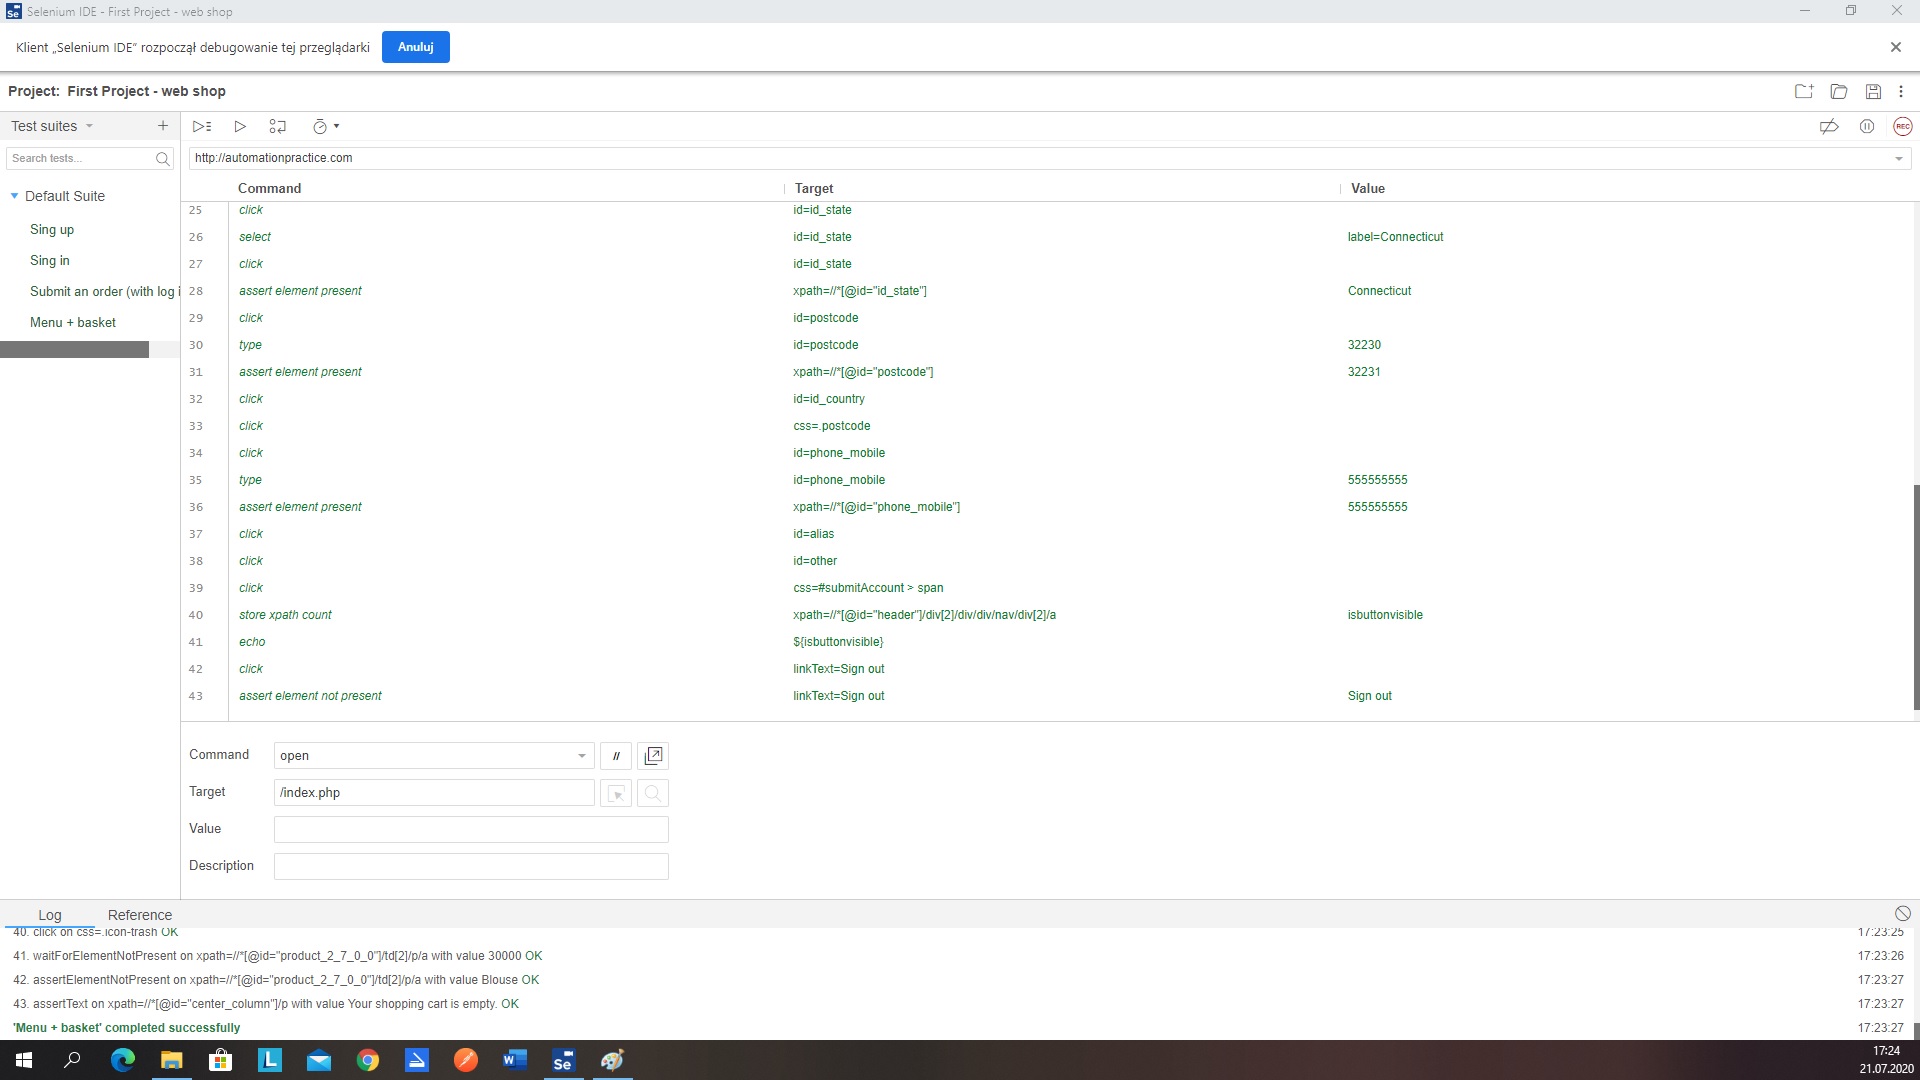 Selenium IDE - First Project - web shop
Klient „Selenium IDE” rozpoczął debugowanie tej przeglądarki Anuluj
Project: First Project - web shop
Test suites
Search tests...
http://automationpractice.com
Default Suite
Sing up
Sing in
Submit an order (with log i
Menu + basket
Command Target Value
25 click id=id_state
26 select id=id_state label=Connecticut
27 click id=id_state
28 assert element present xpath=//*[@id="id_state"] Connecticut
29 click id=postcode
30 type id=postcode 32230
31 assert element present xpath=//*[@id="postcode"] 32231
32 click id=id_country
33 click css=.postcode
34 click id=phone_mobile
35 type id=phone_mobile 555555555
36 assert element present xpath=//*[@id="phone_mobile"] 555555555
37 click id=alias
38 click id=other
39 click css=#submitAccount > span
40 store xpath count xpath=//*[@id="header"]/div[2]/div/div/nav/div[2]/a isbuttonvisible
41 echo ${isbuttonvisible}
42 click linkText=Sign out
43 assert element not present linkText=Sign out Sign out
Command open //
Target /index.php
Value
Description
Log Reference
40. click on css=.icon-trash OK 17:23:25
41. waitForElementNotPresent on xpath=//*[@id="product_2_7_0_0"]/td[2]/p/a with value 30000 OK 17:23:26
42. assertElementNotPresent on xpath=//*[@id="product_2_7_0_0"]/td[2]/p/a with value Blouse OK 17:23:27
43. assertText on xpath=//*[@id="center_column"]/p with value Your shopping cart is empty. OK 17:23:27
'Menu + basket' completed successfully 17:23:27
17:24
21.07.2020
REC
Se